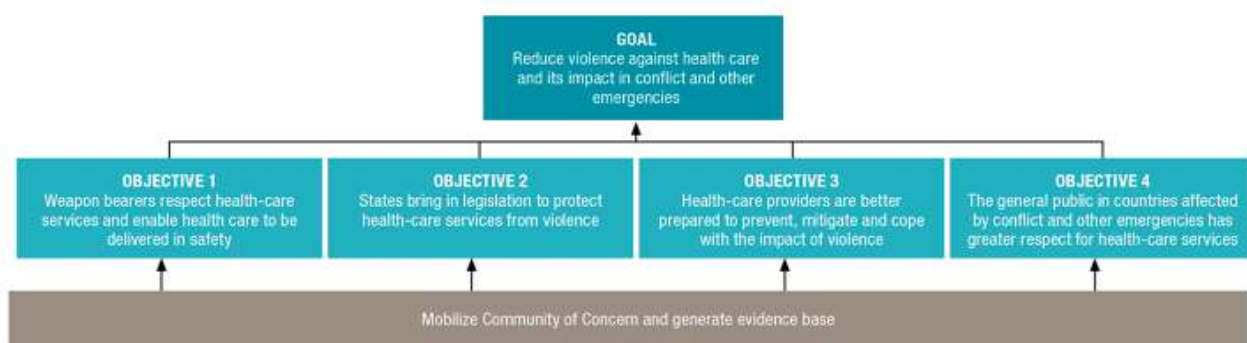 GOAL
Reduce violence against health care
and its impact in conflict and other
emergencies
OBJECTIVE 1
Weapon bearers respect health-care
services and enable health care to be
delivered in safety
OBJECTIVE 2
States bring in legislation to protect
health-care services from violence
OBJECTIVE 3
Health-care providers are better
prepared to prevent, mitigate and cope
with the impact of violence
OBJECTIVE 4
The general public in countries affected
by conflict and other emergencies has
greater respect for health-care services
Mobilize Community of Concern and generate evidence base